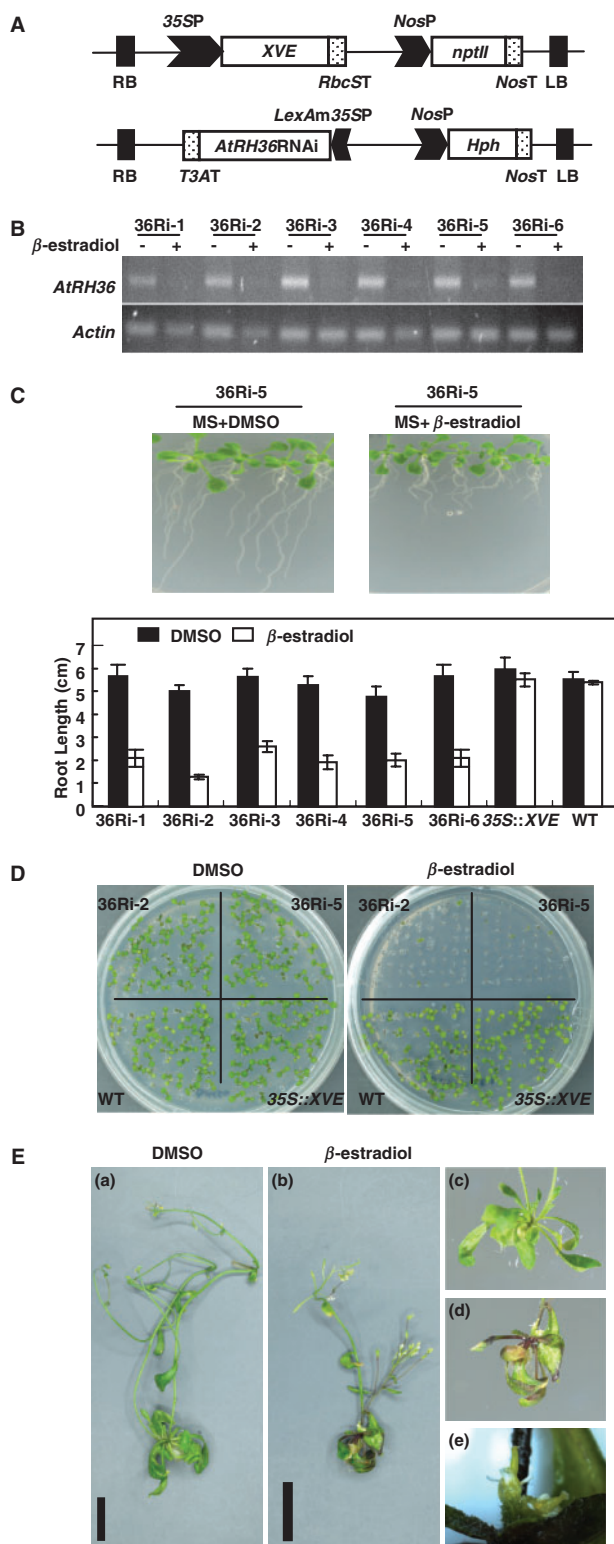 A
35SP NosP
XVE nptII
RB RbcST NosT LB
LexAm35SP NosP
AtRH36RNAi Hph
RB T3AT NosT LB
B
36Ri-1 36Ri-2 36Ri-3 36Ri-4 36Ri-5 36Ri-6
β-estradiol - + - + - + - + - + - +
AtRH36
Actin
C
36Ri-5 36Ri-5
MS+DMSO MS+ β-estradiol
DMSO β-estradiol
Root Length (cm)
7
6
5
4
3
2
1
0
36Ri-1 36Ri-2 36Ri-3 36Ri-4 36Ri-5 36Ri-6 35S::XVE WT
D
DMSO β-estradiol
36Ri-2 36Ri-5 36Ri-2 36Ri-5
WT 35S::XVE WT 35S::XVE
E
DMSO β-estradiol
(a) (b) (c)
(d)
(e)